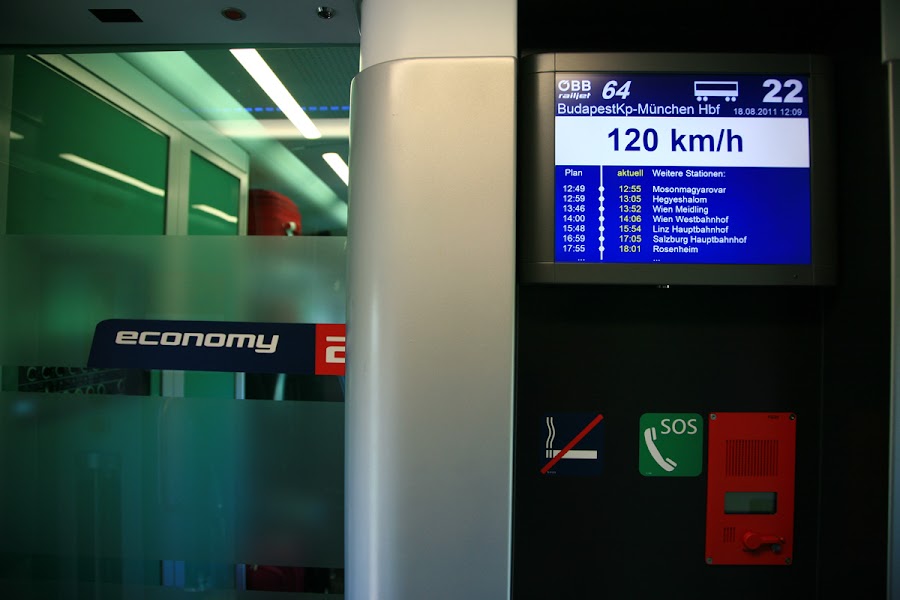 ÖBB 64 22
railjet
BudapestKp-München Hbf 18.08.2011 12:09
120 km/h
Plan aktuell Weitere Stationen:
12:49 12:55 Mosonmagyarovar
12:59 13:05 Hegyeshalom
13:46 13:52 Wien Meidling
14:00 14:06 Wien Westbahnhof
15:48 15:54 Linz Hauptbahnhof
16:59 17:05 Salzburg Hauptbahnhof
17:55 18:01 Rosenheim
... ...
economy 2
SOS